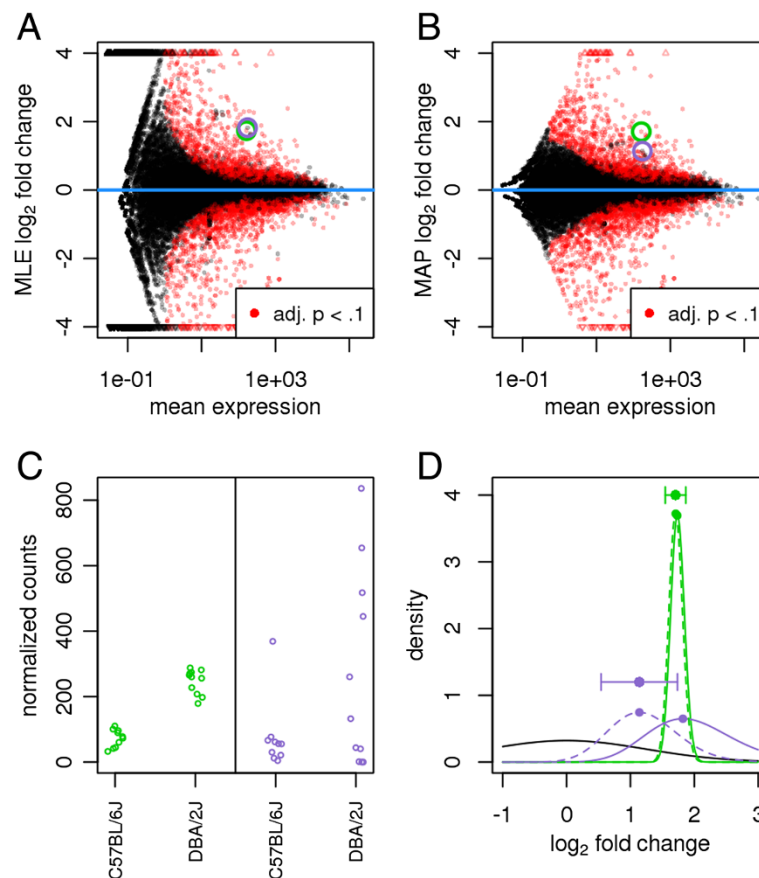 A
B
MLE log2 fold change
4
2
0
-2
-4
adj. p < .1
1e-01
1e+03
mean expression
MAP log2 fold change
4
2
0
-2
-4
adj. p < .1
1e-01
1e+03
mean expression
C
D
normalized counts
800
600
400
200
0
C57BL/6J
DBA/2J
C57BL/6J
DBA/2J
density
4
3
2
1
0
-1
0
1
2
3
log2 fold change